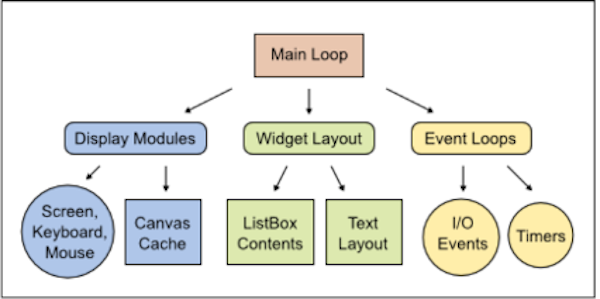 Main Loop
Display Modules
Widget Layout
Event Loops
Screen,
Keyboard,
Mouse
Canvas
Cache
ListBox
Contents
Text
Layout
I/O
Events
Timers